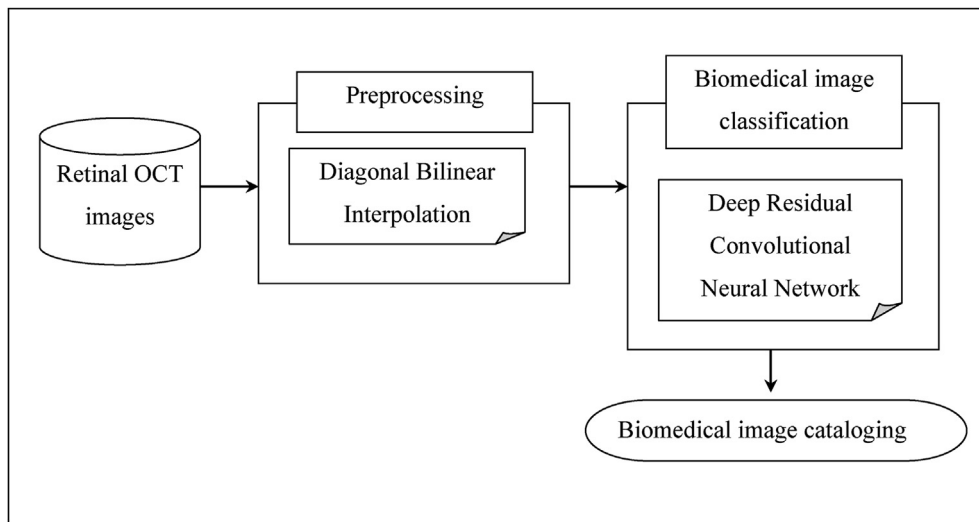 Retinal OCT
images
Preprocessing
Diagonal Bilinear
Interpolation
Biomedical image
classification
Deep Residual
Convolutional
Neural Network
Biomedical image cataloging